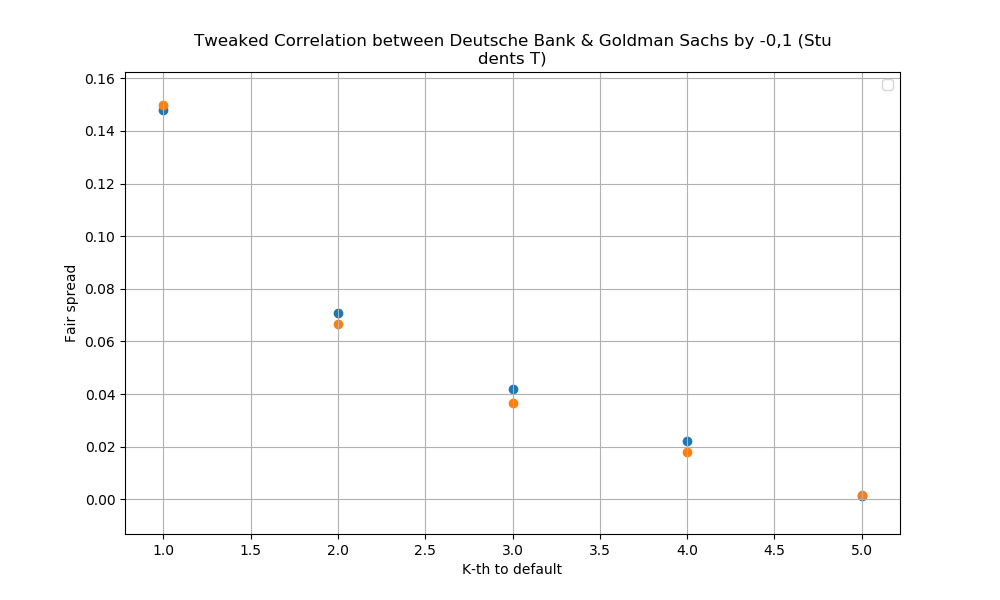 Tweaked Correlation between Deutsche Bank & Goldman Sachs by -0,1 (Stu
dents T)
0.16
0.14
0.12
0.10
0.08
0.06
0.04
0.02
0.00
Fair spread
1.0 1.5 2.0 2.5 3.0 3.5 4.0 4.5 5.0
K-th to default